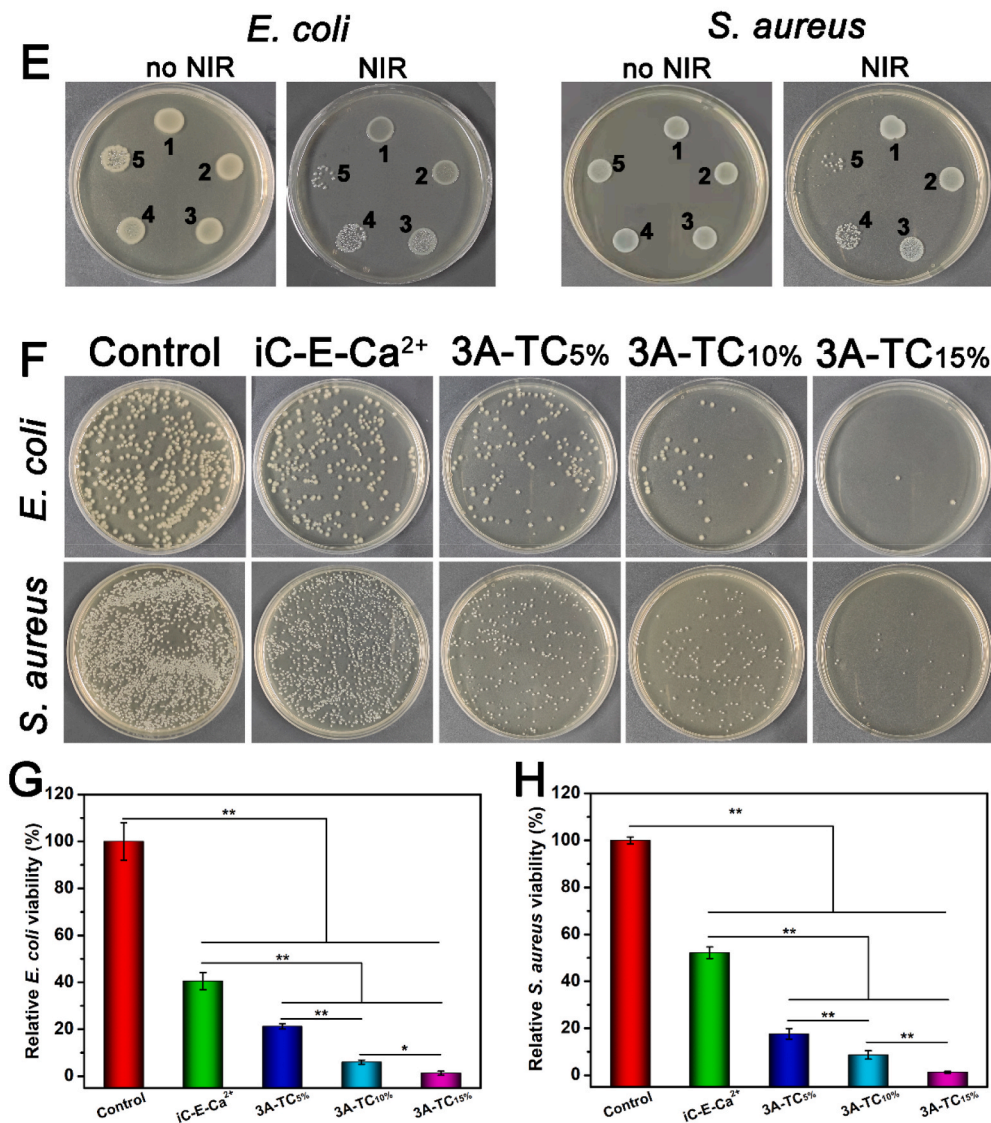 E. coli S. aureus
E no NIR NIR no NIR NIR
1 2 3 4 5
1 2 3 4 5
1 2 3 4 5
1 2 3 4 5
F Control iC-E-Ca²⁺ 3A-TC5% 3A-TC10% 3A-TC15%
E. coli
S. aureus
G
Relative E. coli viability (%)
120
100
80
60
40
20
0
**
**
**
*
Control iC-E-Ca²⁺ 3A-TC5% 3A-TC10% 3A-TC15%
H
Relative S. aureus viability (%)
120
100
80
60
40
20
0
**
**
**
**
Control iC-E-Ca²⁺ 3A-TC5% 3A-TC10% 3A-TC15%